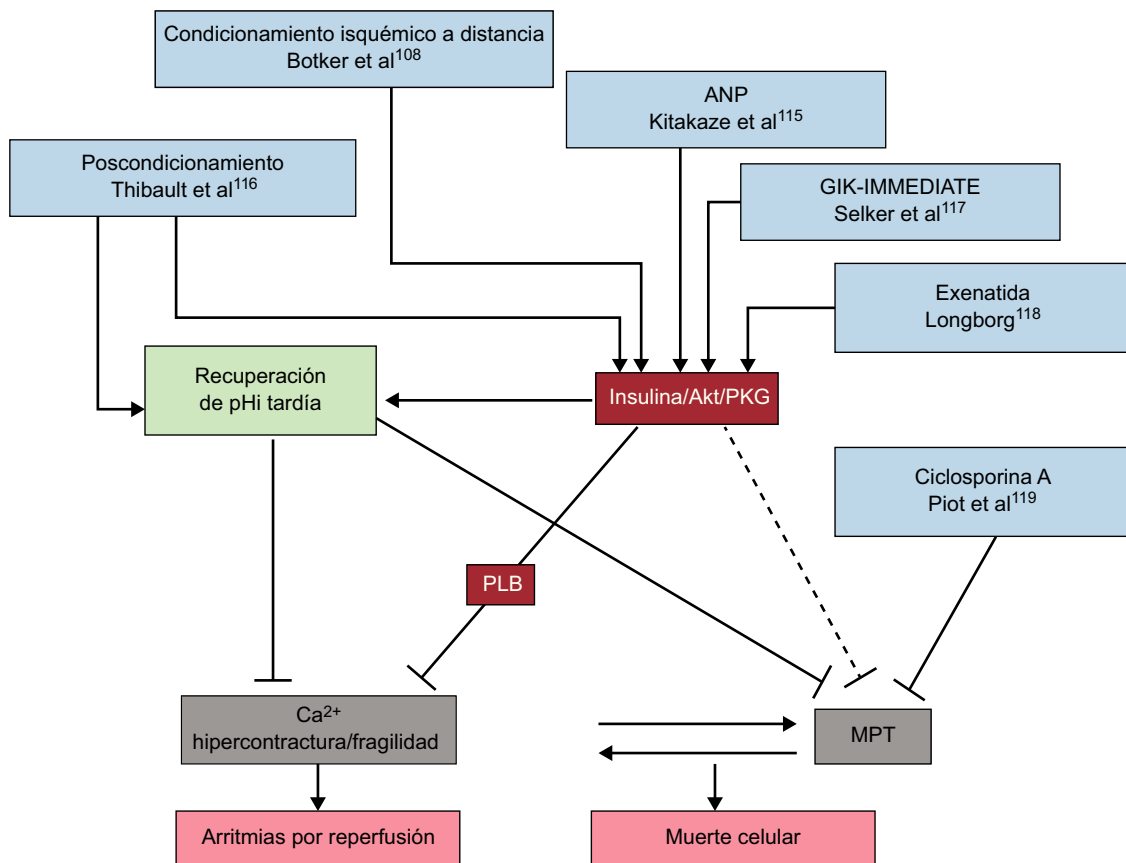 Condicionamiento isquémico a distancia
Botker et al108
ANP
Kitakaze et al115
Poscondicionamiento
Thibault et al116
GIK-IMMEDIATE
Selker et al117
Exenatida
Longborg118
Recuperación
de pHi tardía
Insulina/Akt/PKG
Ciclosporina A
Piot et al119
PLB
Ca2+
hipercontractura/fragilidad
MPT
Arritmias por reperfusión
Muerte celular